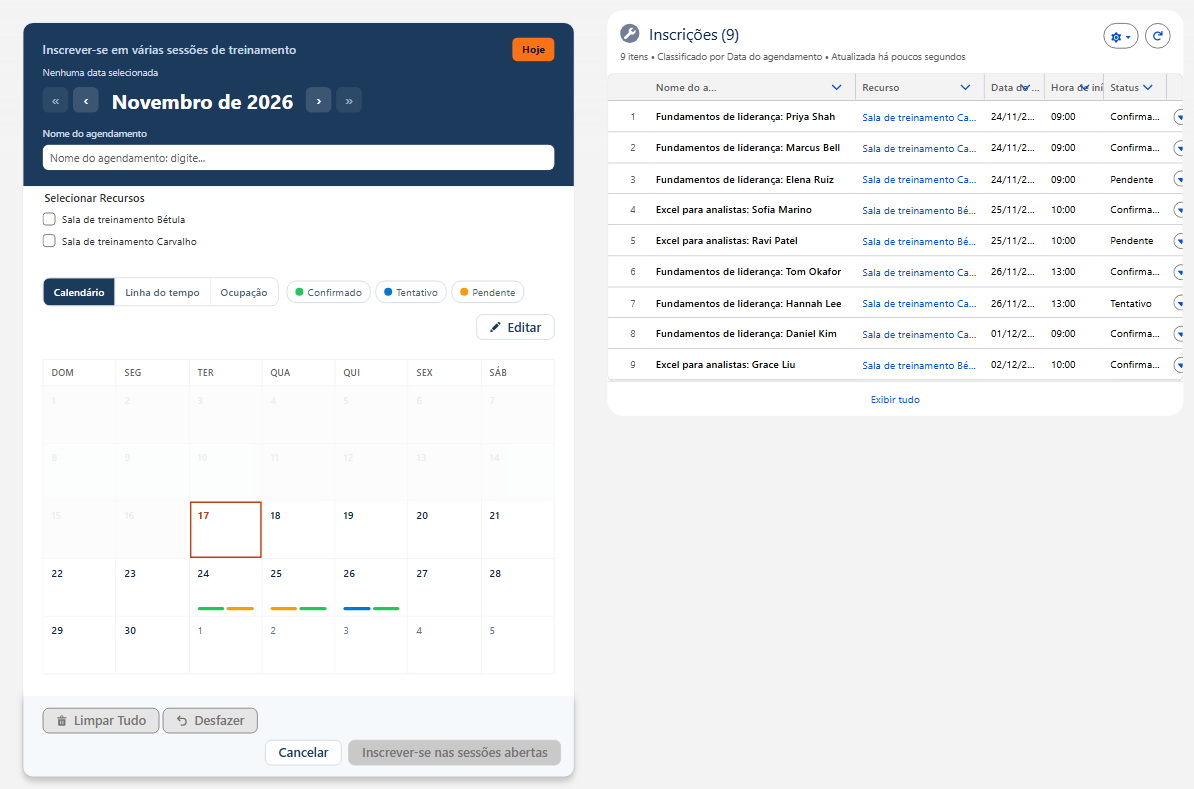 Inscrever-se em várias sessões de treinamento
Hoje
Nenhuma data selecionada
« ‹ Novembro de 2026 › »
Nome do agendamento
Nome do agendamento: digite...
Selecionar Recursos
Sala de treinamento Bétula
Sala de treinamento Carvalho
Calendário Linha do tempo Ocupação Confirmado Tentativo Pendente
Editar
DOM SEG TER QUA QUI SEX SÁB
1 2 3 4 5 6 7
8 9 10 11 12 13 14
15 16 17 18 19 20 21
22 23 24 25 26 27 28
29 30 1 2 3 4 5
Limpar Tudo Desfazer
Cancelar Inscrever-se nas sessões abertas
Inscrições (9)
9 itens • Classificado por Data do agendamento • Atualizada há poucos segundos
Nome do a... Recurso Data do ... Hora de iní Status
1 Fundamentos de liderança: Priya Shah Sala de treinamento Ca... 24/11/2... 09:00 Confirma...
2 Fundamentos de liderança: Marcus Bell Sala de treinamento Ca... 24/11/2... 09:00 Confirma...
3 Fundamentos de liderança: Elena Ruiz Sala de treinamento Ca... 24/11/2... 09:00 Pendente
4 Excel para analistas: Sofia Marino Sala de treinamento Bé... 25/11/2... 10:00 Confirma...
5 Excel para analistas: Ravi Patel Sala de treinamento Bé... 25/11/2... 10:00 Pendente
6 Fundamentos de liderança: Tom Okafor Sala de treinamento Ca... 26/11/2... 13:00 Confirma...
7 Fundamentos de liderança: Hannah Lee Sala de treinamento Ca... 26/11/2... 13:00 Tentativo
8 Fundamentos de liderança: Daniel Kim Sala de treinamento Ca... 01/12/2... 09:00 Confirma...
9 Excel para analistas: Grace Liu Sala de treinamento Bé... 02/12/2... 10:00 Confirma...
Exibir tudo